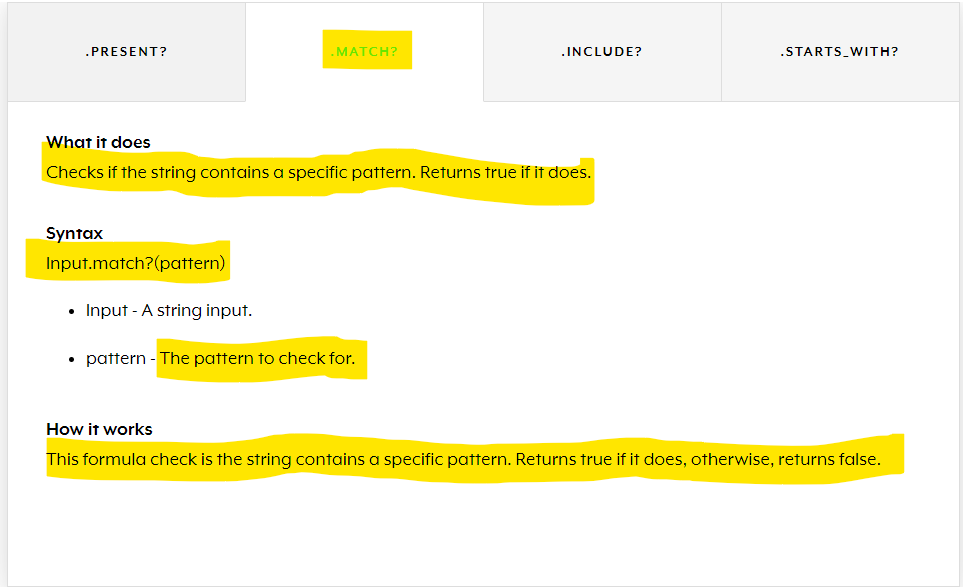 .PRESENT?
.MATCH?
.INCLUDE?
.STARTS_WITH?
What it does
Checks if the string contains a specific pattern. Returns true if it does.
Syntax
Input.match?(pattern)
• Input - A string input.
• pattern - The pattern to check for.
How it works
This formula check is the string contains a specific pattern. Returns true if it does, otherwise, returns false.